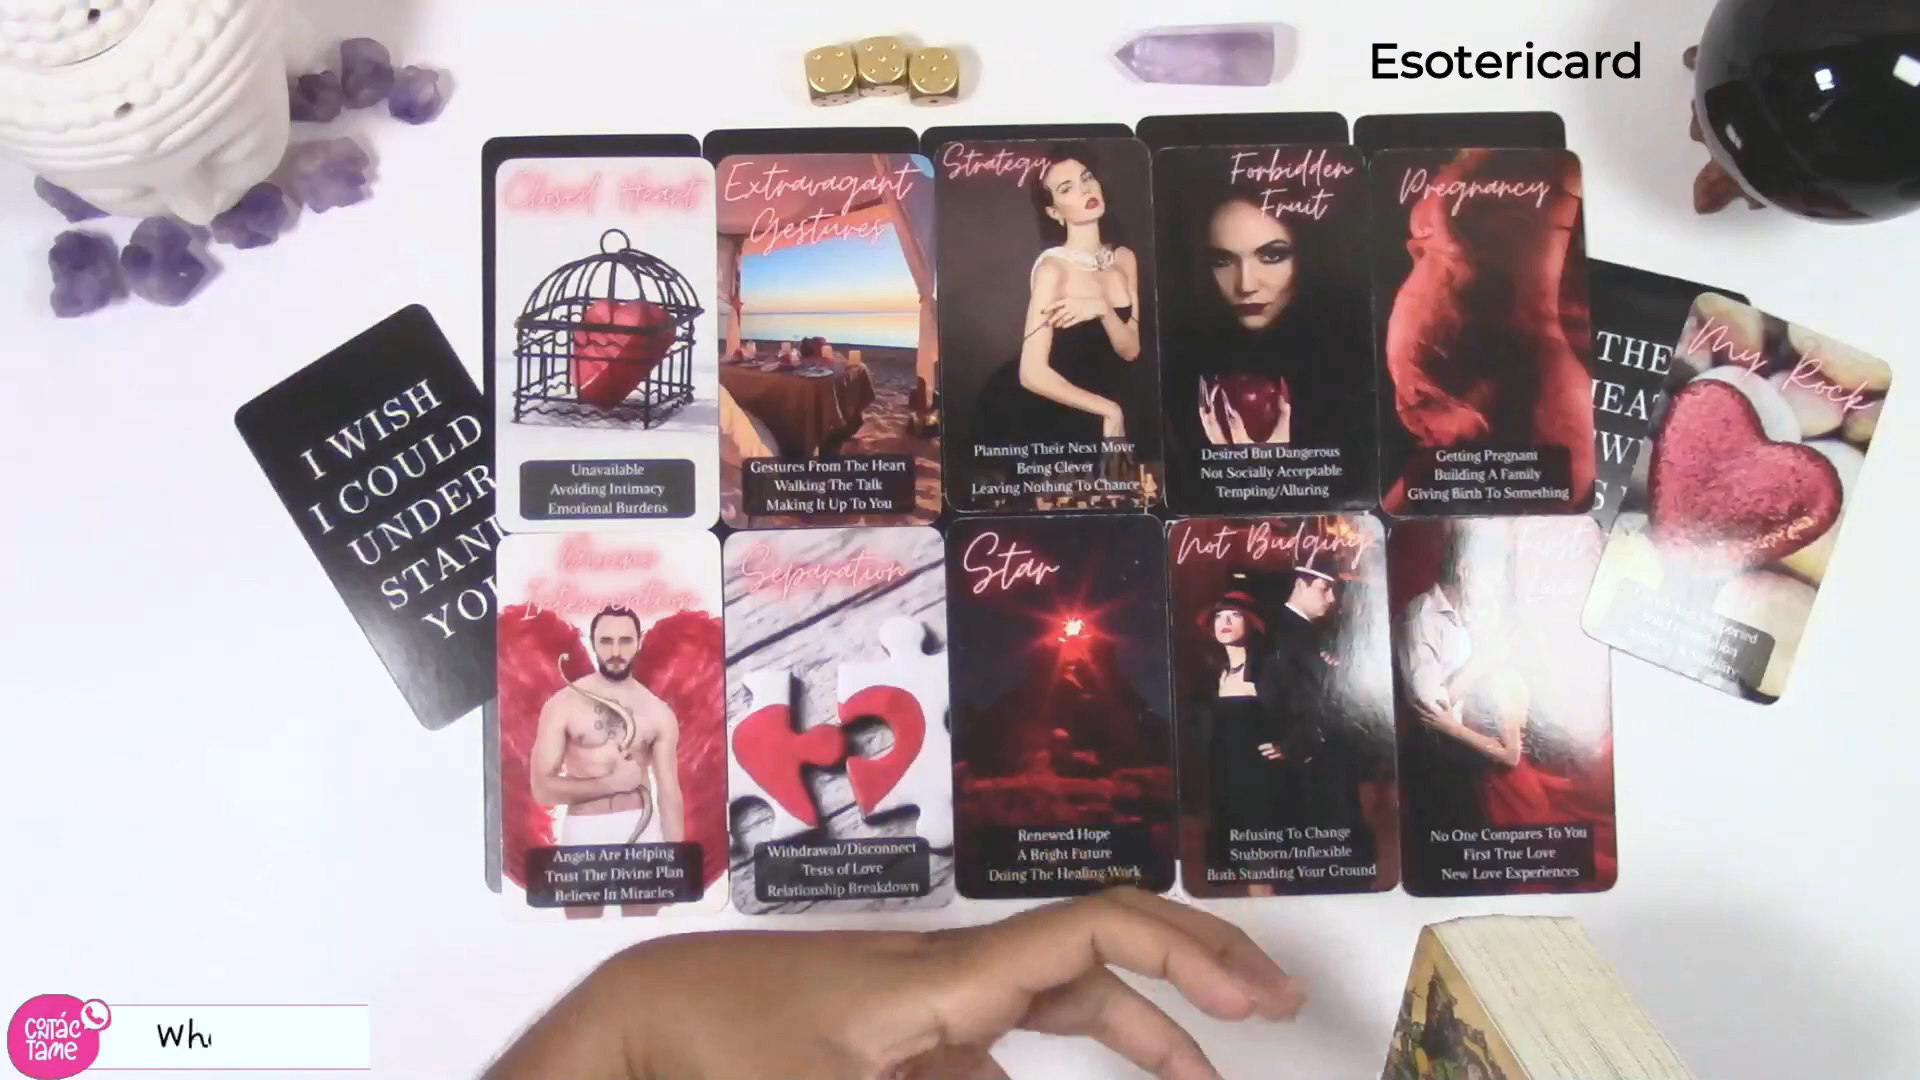 Esotericard
Closed Heart
Unavailable
Avoiding Intimacy
Emotional Burdens
Extravagant
Gestures
Gestures From The Heart
Walking The Talk
Making It Up To You
Strategy
Planning Their Next Move
Being Clever
Leaving Nothing To Chance
Forbidden
Fruit
Desired But Dangerous
Not Socially Acceptable
Tempting/Alluring
Pregnancy
Getting Pregnant
Building A Family
Giving Birth To Something
I WISH
I COULD
UNDER
STAN
YO
THE
My Rock
Divine
Intervention
Angels Are Helping
Trust The Divine Plan
Believe In Miracles
Separation
Withdrawal/Disconnect
Tests of Love
Relationship Breakdown
Star
Renewed Hope
A Bright Future
Doing The Healing Work
Not Budging
Refusing To Change
Stubborn/Inflexible
Both Standing Your Ground
First
No One Compares To You
First True Love
New Love Experiences
CONTÁC
TAME
Wh